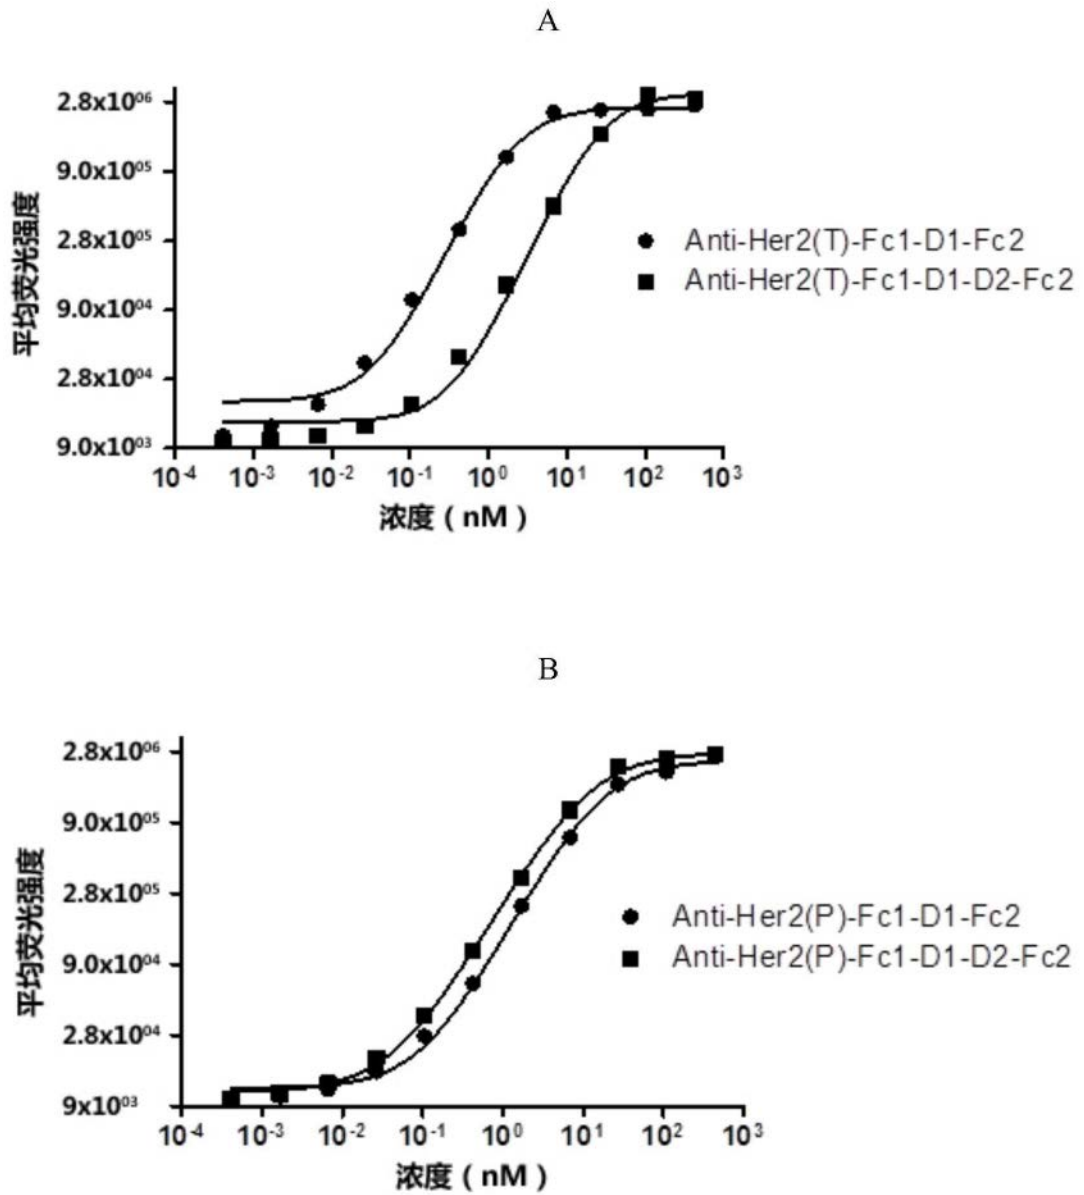 A
2.8x10⁰⁶
9.0x10⁰⁵
2.8x10⁰⁵
9.0x10⁰⁴
2.8x10⁰⁴
9.0x10⁰³
平均荧光强度
10⁻⁴ 10⁻³ 10⁻² 10⁻¹ 10⁰ 10¹ 10² 10³
浓度（nM）
Anti-Her2(T)-Fc1-D1-Fc2
Anti-Her2(T)-Fc1-D1-D2-Fc2
B
2.8x10⁰⁶
9.0x10⁰⁵
2.8x10⁰⁵
9.0x10⁰⁴
2.8x10⁰⁴
9x10⁰³
平均荧光强度
10⁻⁴ 10⁻³ 10⁻² 10⁻¹ 10⁰ 10¹ 10² 10³
浓度（nM）
Anti-Her2(P)-Fc1-D1-Fc2
Anti-Her2(P)-Fc1-D1-D2-Fc2